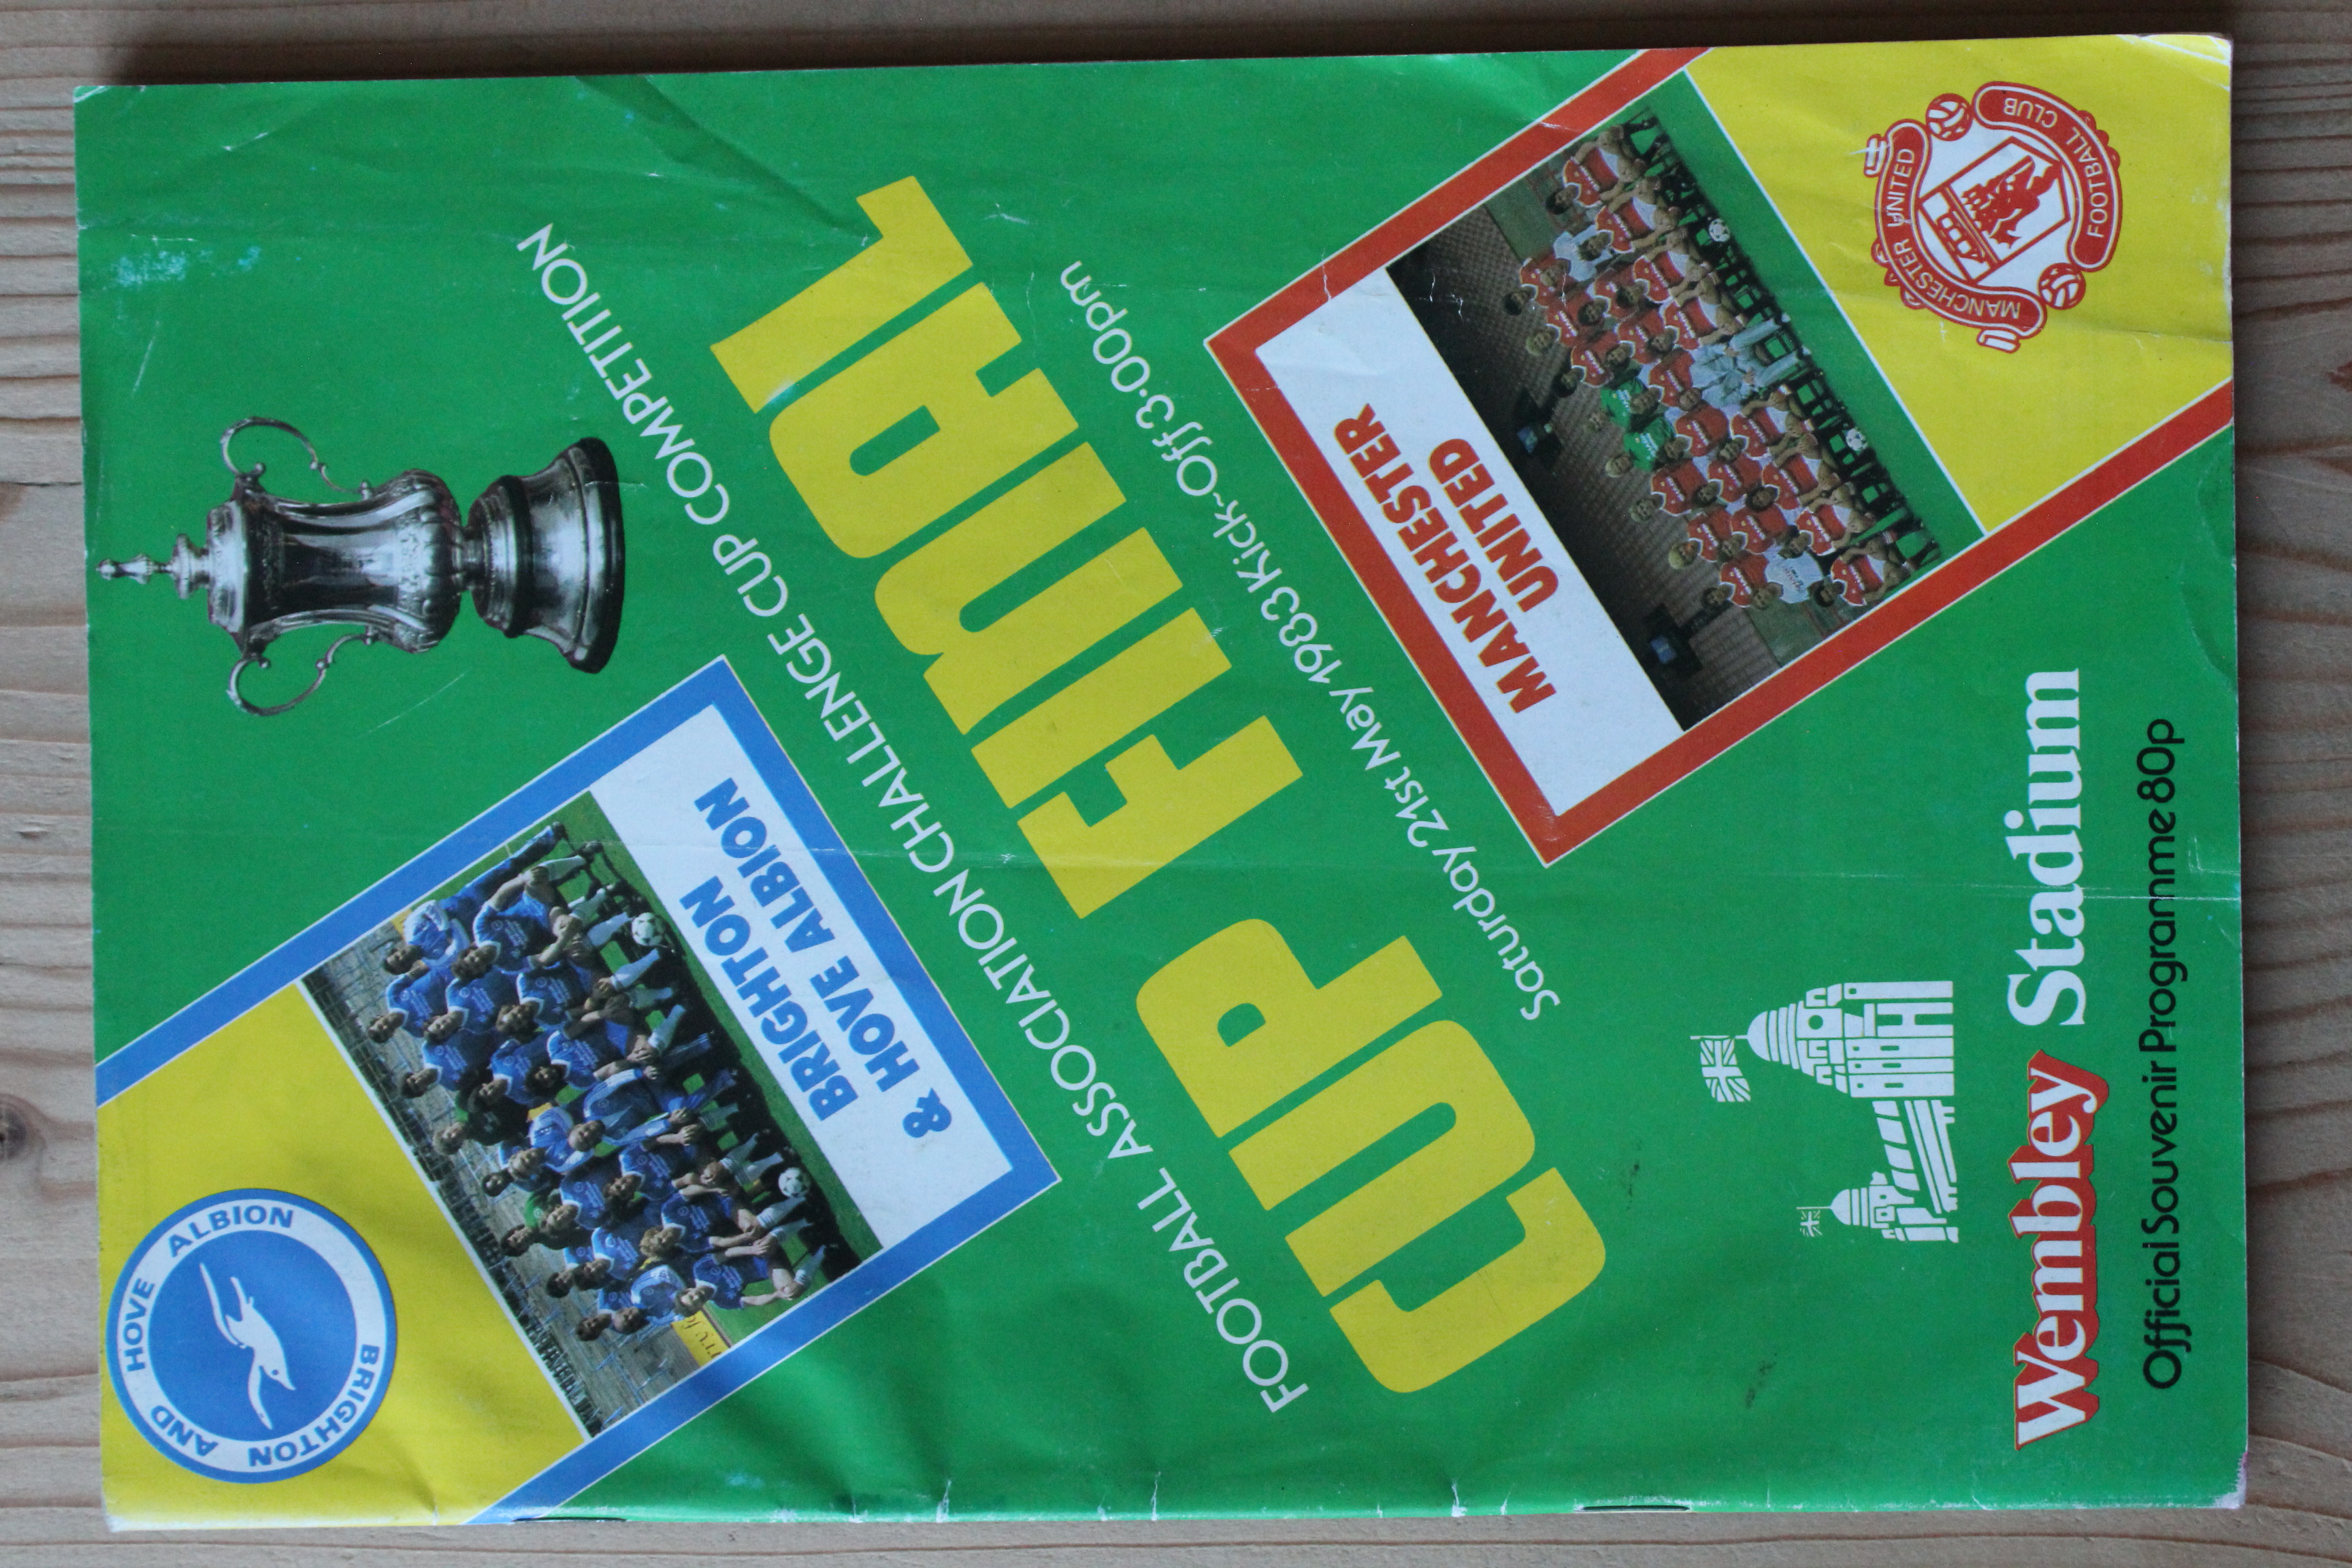 BRIGHTON AND HOVE ALBION
BRIGHTON
& HOVE ALBION
FOOTBALL ASSOCIATION CHALLENGE CUP COMPETITION
CUP FINAL
Saturday 21st May 1983 Kick~Off 3·00pm
MANCHESTER
UNITED
MANCHESTER UNITED
FOOTBALL CLUB
Wembley Stadium
Official Souvenir Programme 80p